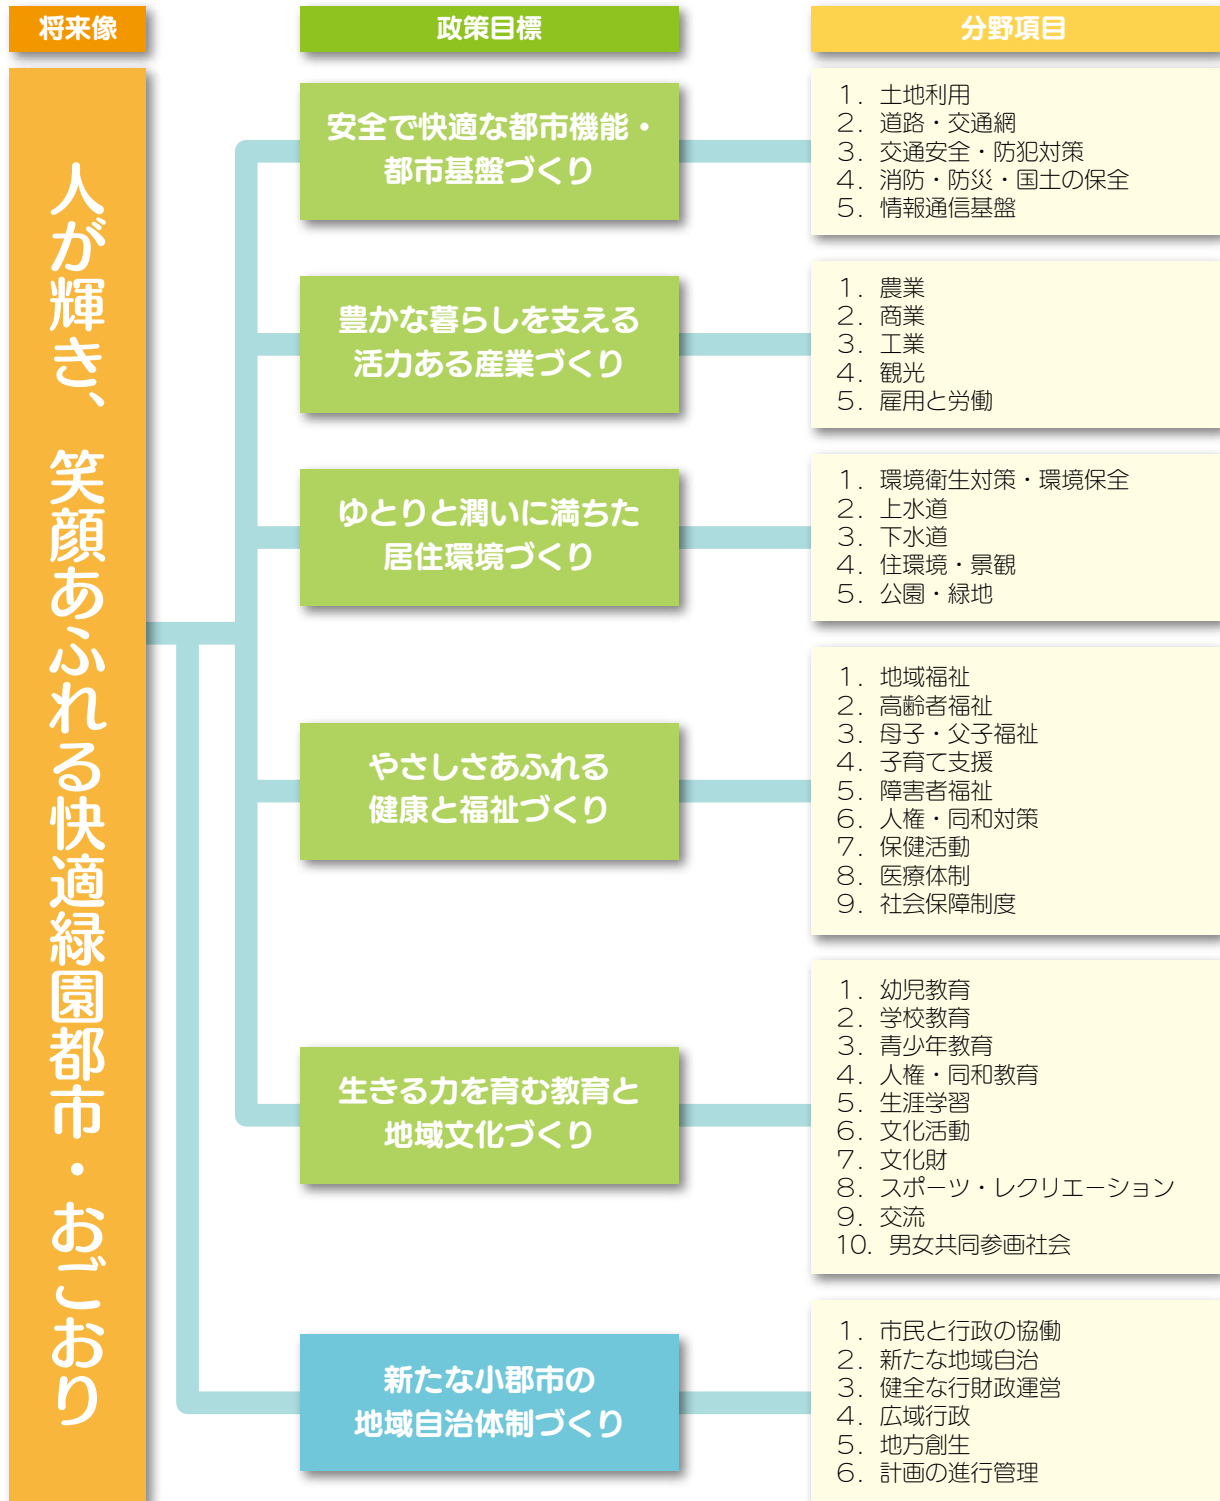 将来像
政策目標
分野項目
人が輝き、笑顔あふれる快適緑園都市・おごおり
安全で快適な都市機能・
都市基盤づくり
1. 土地利用
2. 道路・交通網
3. 交通安全・防犯対策
4. 消防・防災・国土の保全
5. 情報通信基盤
豊かな暮らしを支える
活力ある産業づくり
1. 農業
2. 商業
3. 工業
4. 観光
5. 雇用と労働
ゆとりと潤いに満ちた
居住環境づくり
1. 環境衛生対策・環境保全
2. 上水道
3. 下水道
4. 住環境・景観
5. 公園・緑地
やさしさあふれる
健康と福祉づくり
1. 地域福祉
2. 高齢者福祉
3. 母子・父子福祉
4. 子育て支援
5. 障害者福祉
6. 人権・同和対策
7. 保健活動
8. 医療体制
9. 社会保障制度
生きる力を育む教育と
地域文化づくり
1. 幼児教育
2. 学校教育
3. 青少年教育
4. 人権・同和教育
5. 生涯学習
6. 文化活動
7. 文化財
8. スポーツ・レクリエーション
9. 交流
10. 男女共同参画社会
新たな小郡市の
地域自治体制づくり
1. 市民と行政の協働
2. 新たな地域自治
3. 健全な行財政運営
4. 広域行政
5. 地方創生
6. 計画の進行管理